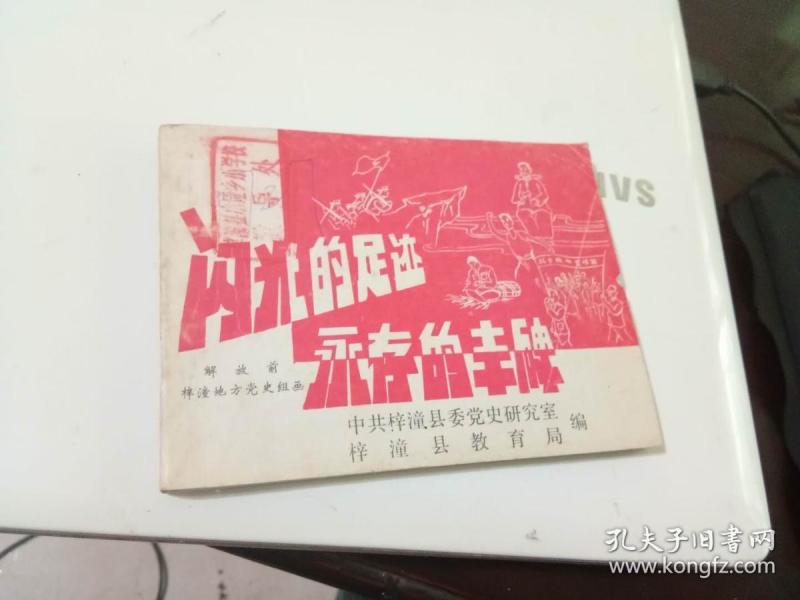 闪光的足迹
永存的丰碑
解放前
梓潼地方党史组画
中共梓潼县委党史研究室
梓潼县教育局 编
SAN
孔夫子旧书网
www.kongfz.com